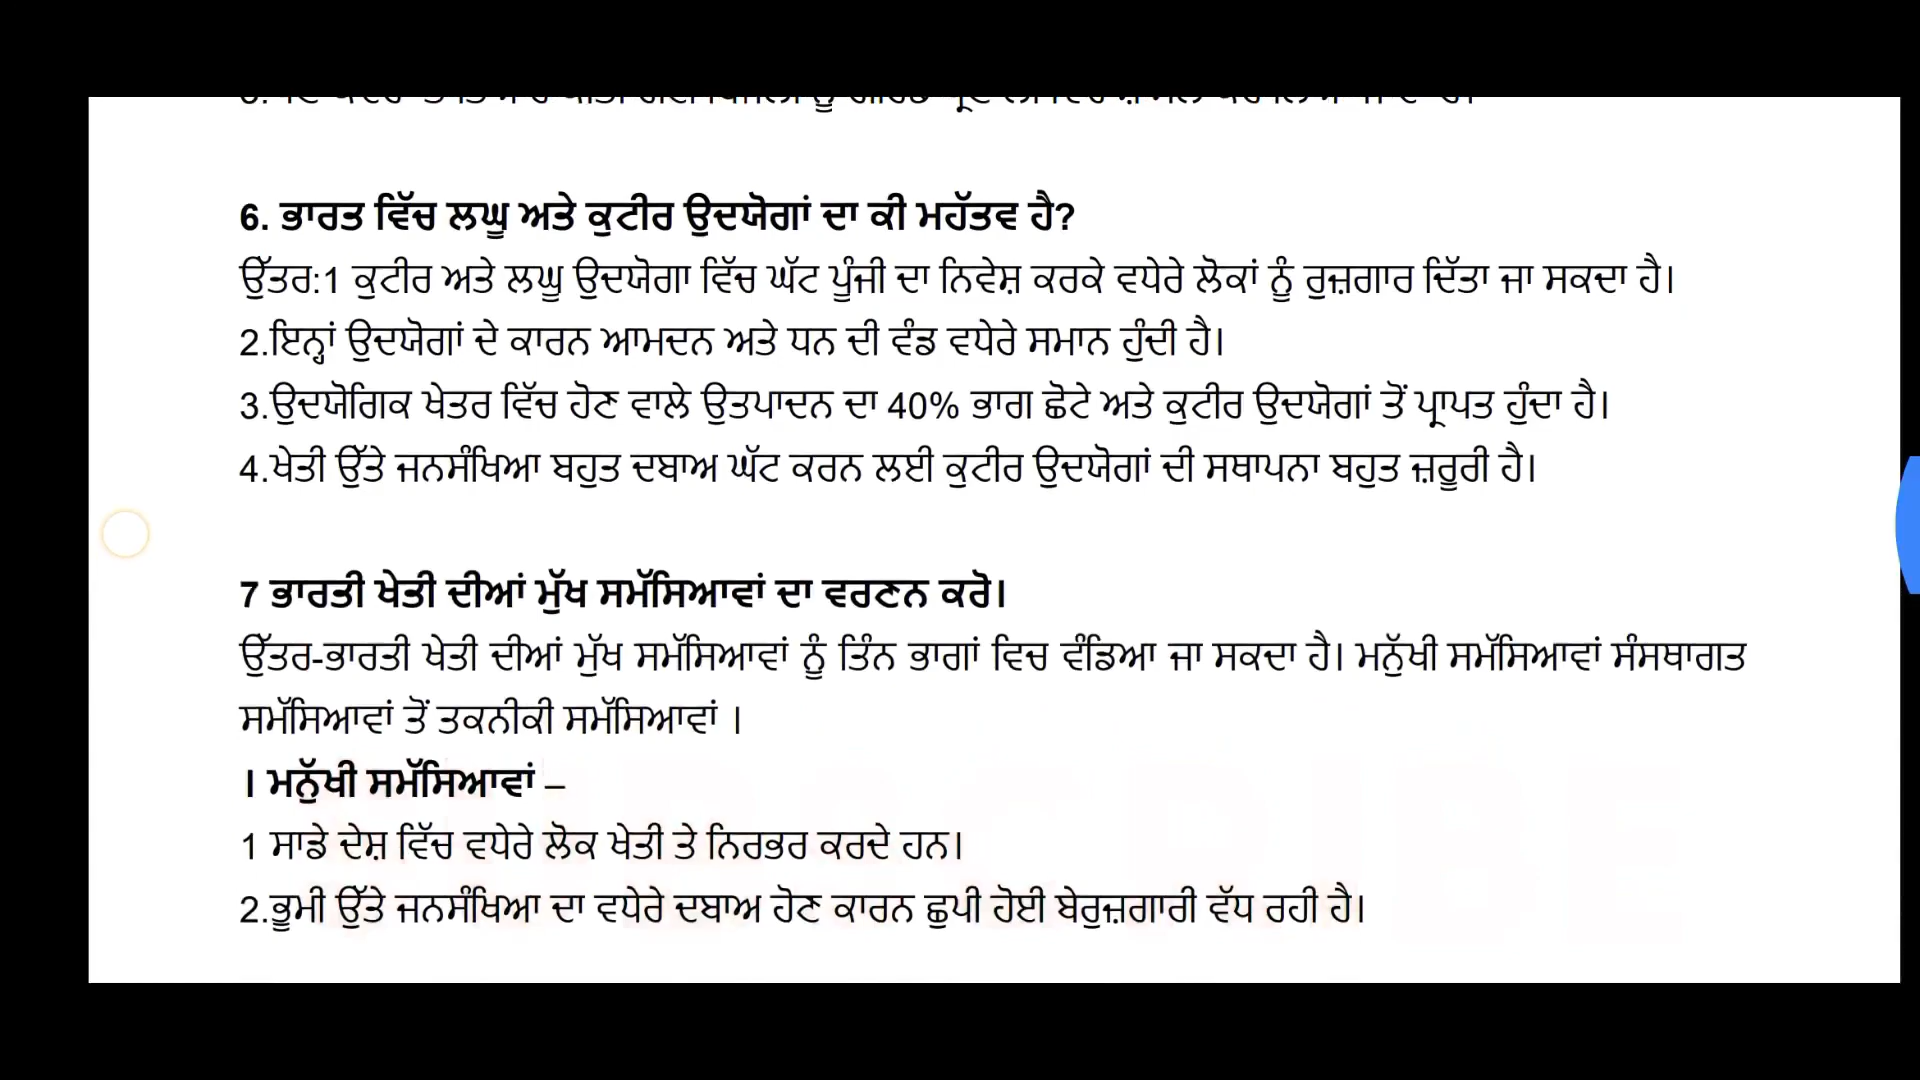 6. ਭਾਰਤ ਵਿੱਚ ਲਘੂ ਅਤੇ ਕੁਟੀਰ ਉਦਯੋਗਾਂ ਦਾ ਕੀ ਮਹੱਤਵ ਹੈ?
ਉੱਤਰ:1 ਕੁਟੀਰ ਅਤੇ ਲਘੂ ਉਦਯੋਗਾ ਵਿੱਚ ਘੱਟ ਪੂੰਜੀ ਦਾ ਨਿਵੇਸ਼ ਕਰਕੇ ਵਧੇਰੇ ਲੋਕਾਂ ਨੂੰ ਰੁਜ਼ਗਾਰ ਦਿੱਤਾ ਜਾ ਸਕਦਾ ਹੈ।
2.ਇਨ੍ਹਾਂ ਉਦਯੋਗਾਂ ਦੇ ਕਾਰਨ ਆਮਦਨ ਅਤੇ ਧਨ ਦੀ ਵੰਡ ਵਧੇਰੇ ਸਮਾਨ ਹੁੰਦੀ ਹੈ।
3.ਉਦਯੋਗਿਕ ਖੇਤਰ ਵਿੱਚ ਹੋਣ ਵਾਲੇ ਉਤਪਾਦਨ ਦਾ 40% ਭਾਗ ਛੋਟੇ ਅਤੇ ਕੁਟੀਰ ਉਦਯੋਗਾਂ ਤੋਂ ਪ੍ਰਾਪਤ ਹੁੰਦਾ ਹੈ।
4.ਖੇਤੀ ਉੱਤੇ ਜਨਸੰਖਿਆ ਬਹੁਤ ਦਬਾਅ ਘੱਟ ਕਰਨ ਲਈ ਕੁਟੀਰ ਉਦਯੋਗਾਂ ਦੀ ਸਥਾਪਨਾ ਬਹੁਤ ਜ਼ਰੂਰੀ ਹੈ।
7 ਭਾਰਤੀ ਖੇਤੀ ਦੀਆਂ ਮੁੱਖ ਸਮੱਸਿਆਵਾਂ ਦਾ ਵਰਣਨ ਕਰੋ।
ਉੱਤਰ-ਭਾਰਤੀ ਖੇਤੀ ਦੀਆਂ ਮੁੱਖ ਸਮੱਸਿਆਵਾਂ ਨੂੰ ਤਿੰਨ ਭਾਗਾਂ ਵਿਚ ਵੰਡਿਆ ਜਾ ਸਕਦਾ ਹੈ। ਮਨੁੱਖੀ ਸਮੱਸਿਆਵਾਂ ਸੰਸਥਾਗਤ
ਸਮੱਸਿਆਵਾਂ ਤੋਂ ਤਕਨੀਕੀ ਸਮੱਸਿਆਵਾਂ ।
। ਮਨੁੱਖੀ ਸਮੱਸਿਆਵਾਂ –
1 ਸਾਡੇ ਦੇਸ਼ ਵਿੱਚ ਵਧੇਰੇ ਲੋਕ ਖੇਤੀ ਤੇ ਨਿਰਭਰ ਕਰਦੇ ਹਨ।
2.ਭੂਮੀ ਉੱਤੇ ਜਨਸੰਖਿਆ ਦਾ ਵਧੇਰੇ ਦਬਾਅ ਹੋਣ ਕਾਰਨ ਛੁਪੀ ਹੋਈ ਬੇਰੁਜ਼ਗਾਰੀ ਵੱਧ ਰਹੀ ਹੈ।